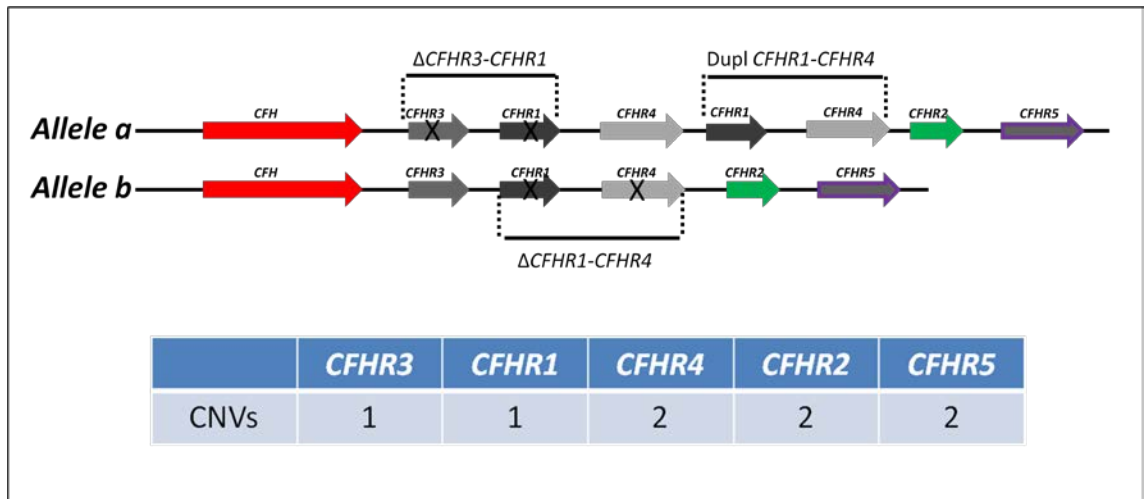 ΔCFHR3-CFHR1 Dupl CFHR1-CFHR4
CFH CFHR3 CFHR1 CFHR4 CFHR1 CFHR4 CFHR2 CFHR5
Allele a
X X
CFH CFHR3 CFHR1 CFHR4 CFHR2 CFHR5
Allele b
X X
ΔCFHR1-CFHR4
CFHR3 CFHR1 CFHR4 CFHR2 CFHR5
CNVs 1 1 2 2 2